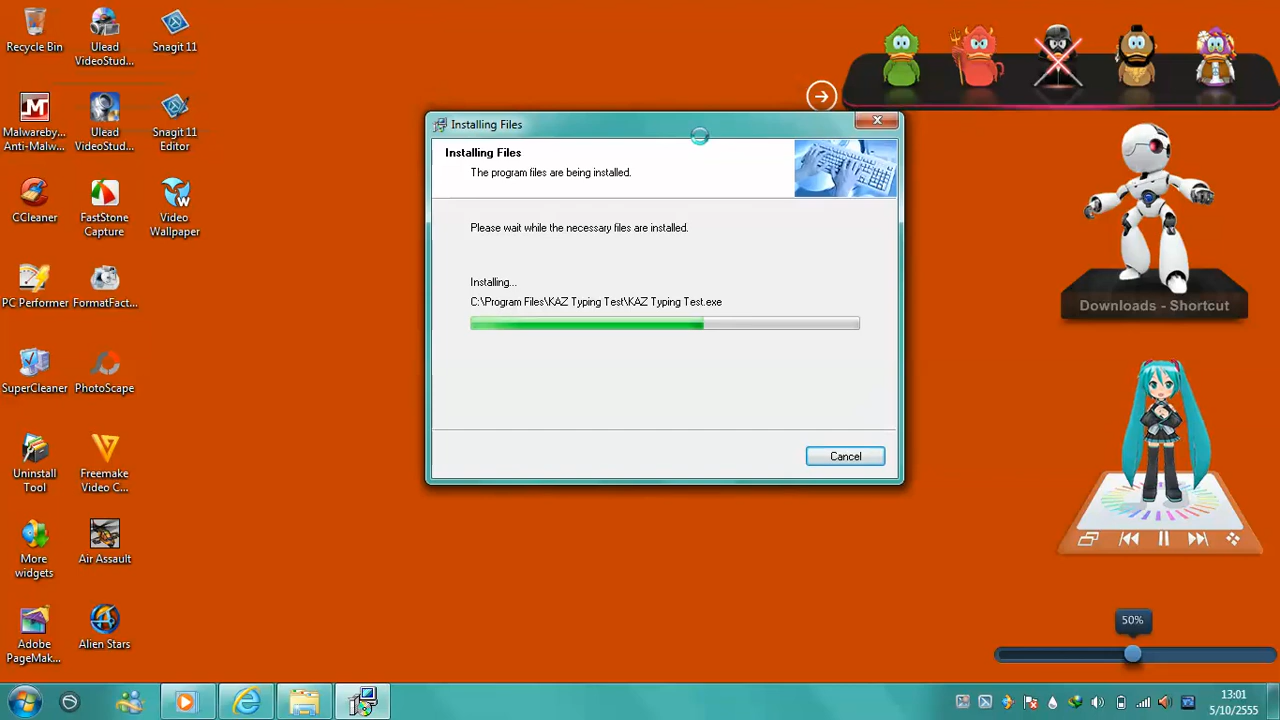 Recycle Bin
Ulead
VideoStud...
Snagit 11
Malwareby...
Anti-Malw...
Ulead
VideoStud...
Snagit 11
Editor
CCleaner
FastStone
Capture
Video
Wallpaper
PC Performer
FormatFact...
SuperCleaner
PhotoScape
Uninstall
Tool
Freemake
Video C...
More
widgets
Air Assault
Adobe
PageMak...
Alien Stars
Installing Files
Installing Files
The program files are being installed.
Please wait while the necessary files are installed.
Installing...
C:\Program Files\KAZ Typing Test\KAZ Typing Test.exe
Cancel
Downloads - Shortcut
50%
13:01
5/10/2555